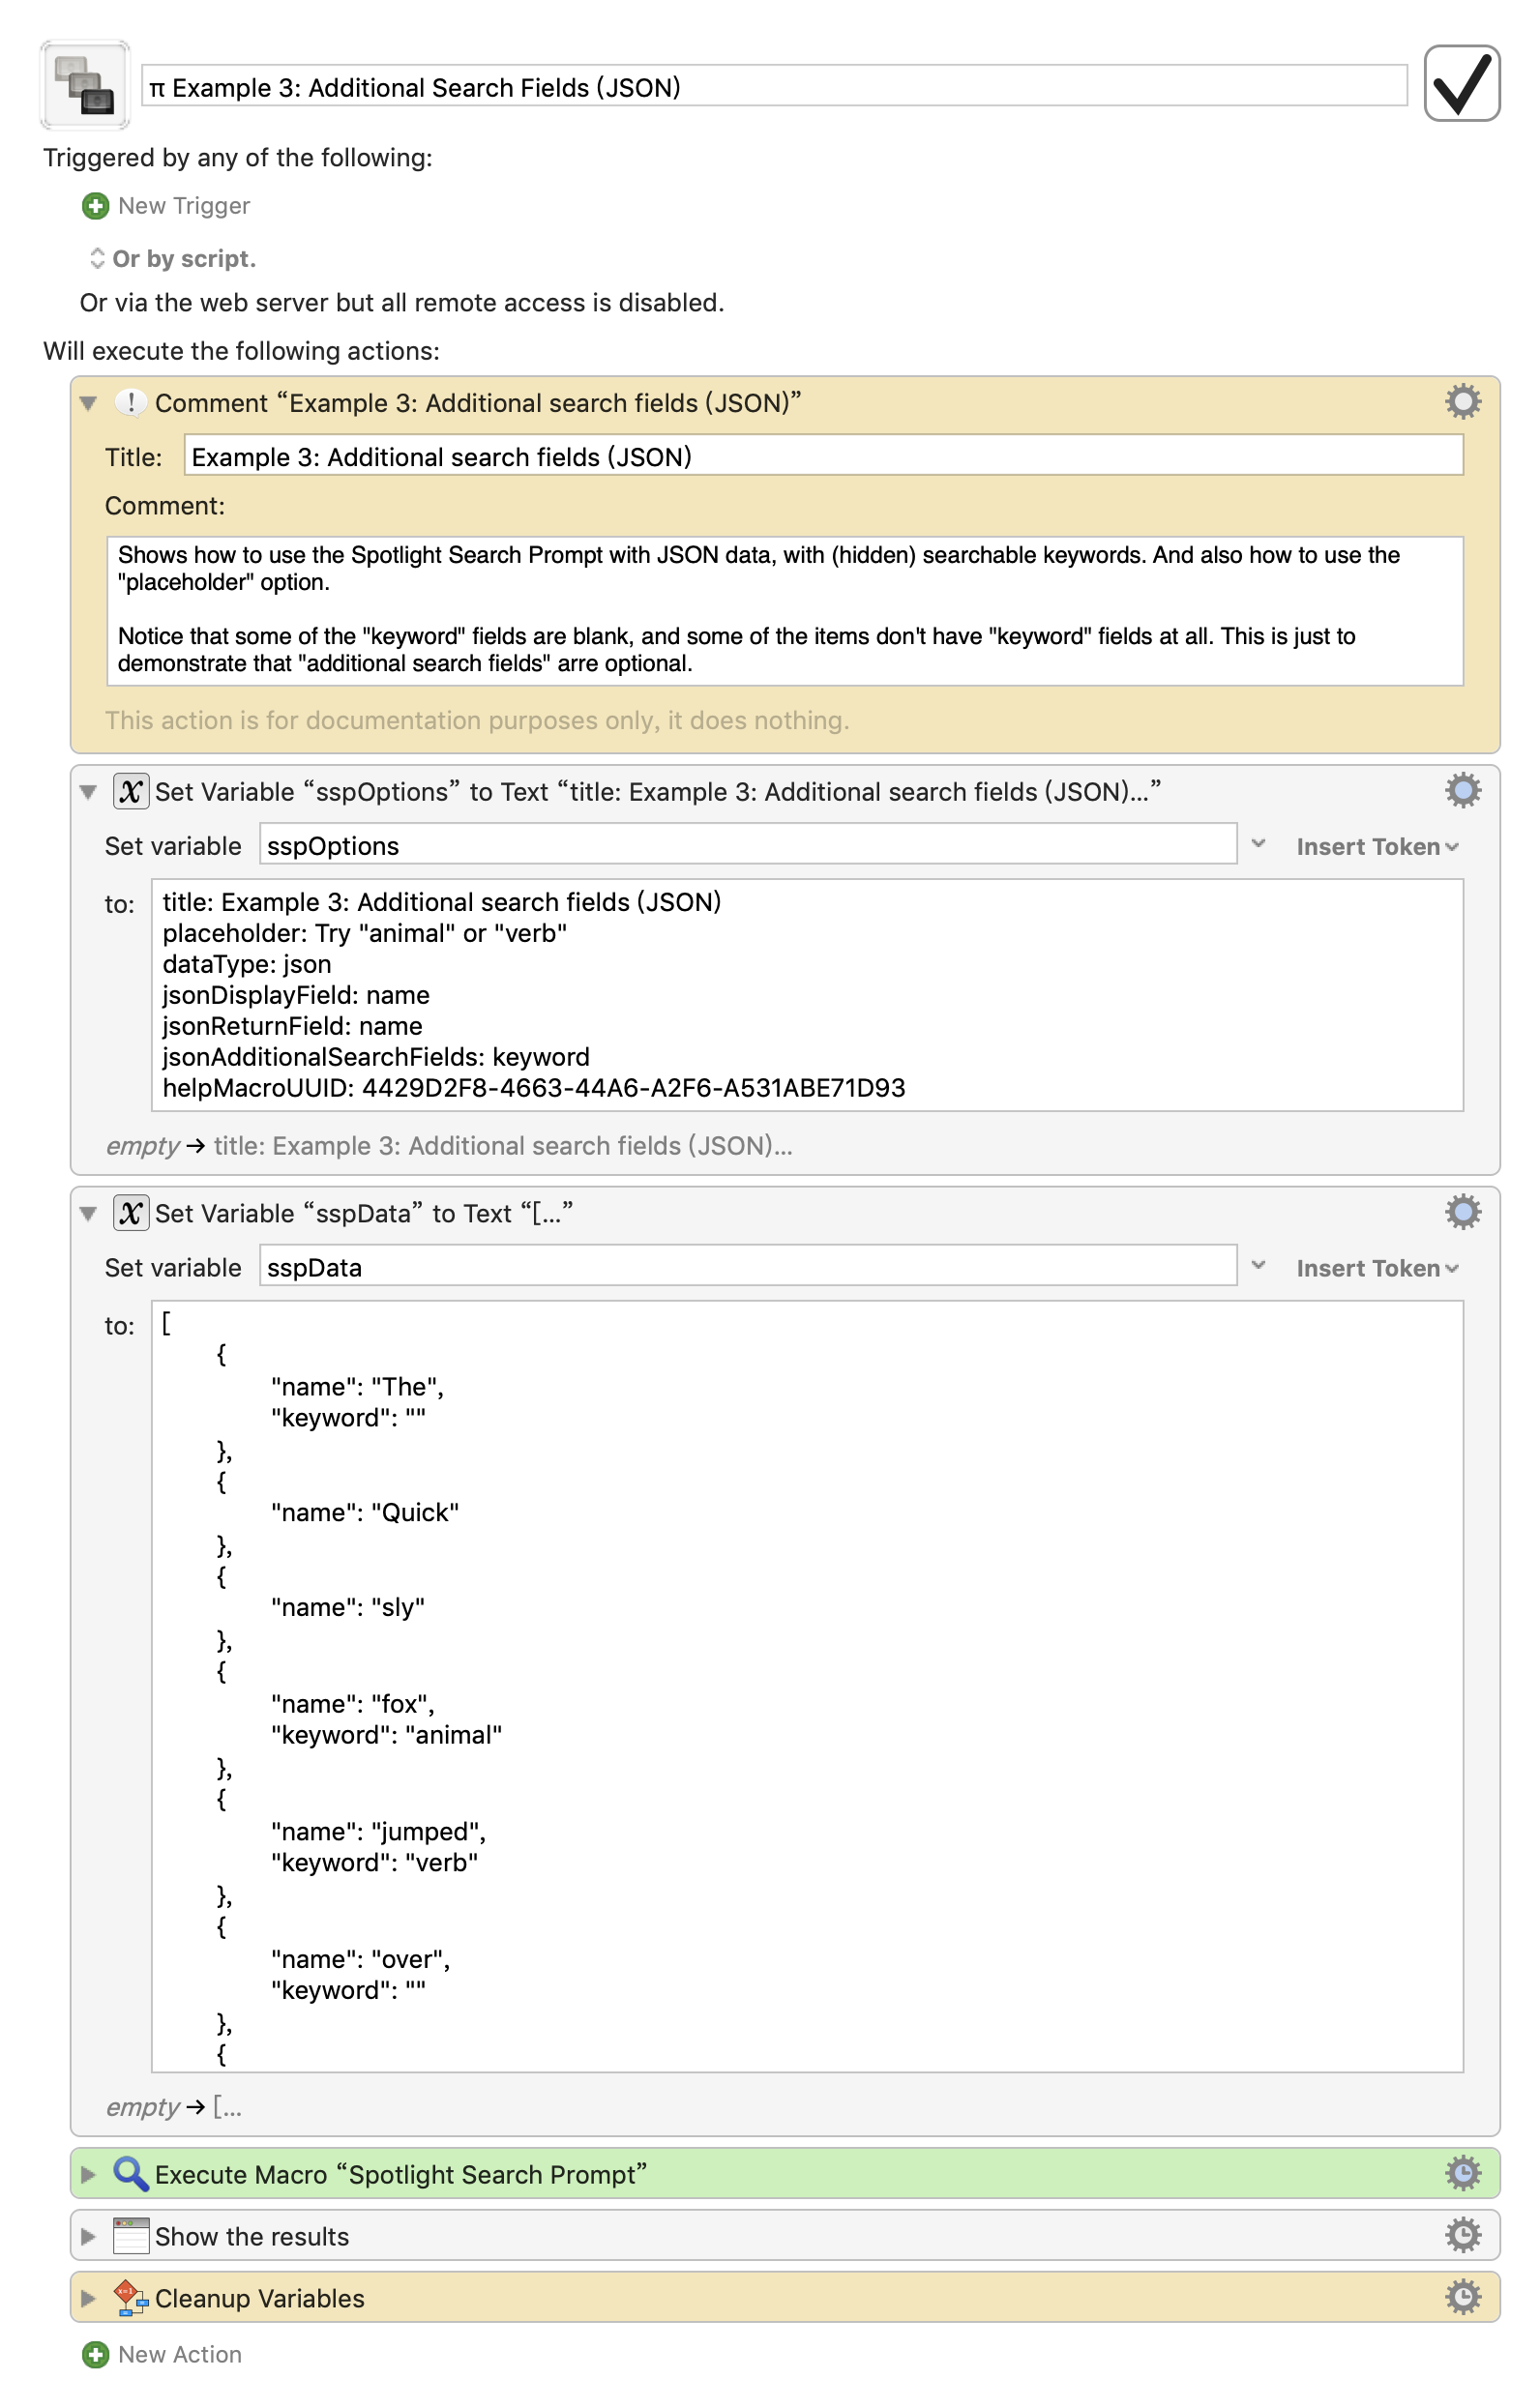 π Example 3: Additional Search Fields (JSON)
Triggered by any of the following:
New Trigger
Or by script.
Or via the web server but all remote access is disabled.
Will execute the following actions:
Comment “Example 3: Additional search fields (JSON)”
Title: Example 3: Additional search fields (JSON)
Comment:
Shows how to use the Spotlight Search Prompt with JSON data, with (hidden) searchable keywords. And also how to use the
"placeholder" option.
Notice that some of the "keyword" fields are blank, and some of the items don't have "keyword" fields at all. This is just to
demonstrate that "additional search fields" arre optional.
This action is for documentation purposes only, it does nothing.
Set Variable “sspOptions” to Text “title: Example 3: Additional search fields (JSON)…”
Set variable sspOptions Insert Token
to: title: Example 3: Additional search fields (JSON)
placeholder: Try "animal" or "verb"
dataType: json
jsonDisplayField: name
jsonReturnField: name
jsonAdditionalSearchFields: keyword
helpMacroUUID: 4429D2F8-4663-44A6-A2F6-A531ABE71D93
empty → title: Example 3: Additional search fields (JSON)…
Set Variable “sspData” to Text “[…”
Set variable sspData Insert Token
to: [
{
"name": "The",
"keyword": ""
},
{
"name": "Quick"
},
{
"name": "sly"
},
{
"name": "fox",
"keyword": "animal"
},
{
"name": "jumped",
"keyword": "verb"
},
{
"name": "over",
"keyword": ""
},
{
empty → […
Execute Macro “Spotlight Search Prompt”
Show the results
Cleanup Variables
New Action